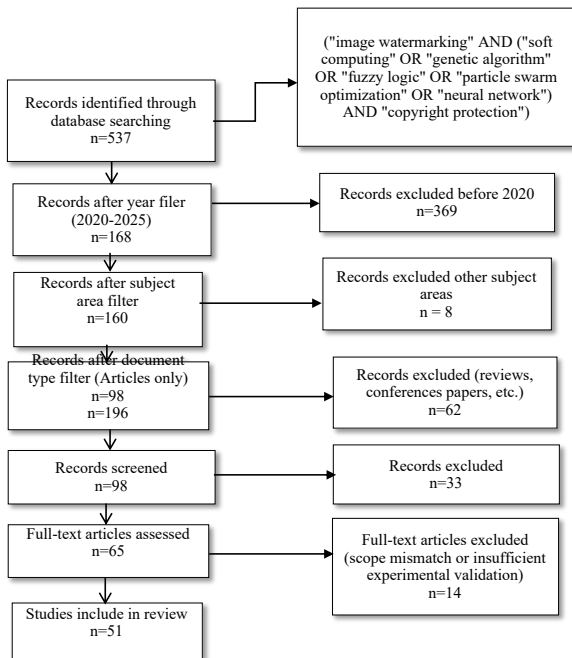 ("image watermarking" AND ("soft
computing" OR "genetic algorithm"
OR "fuzzy logic" OR "particle swarm
optimization" OR "neural network")
AND "copyright protection")
Records identified through
database searching
n=537
Records after year filer
(2020-2025)
n=168
Records excluded before 2020
n=369
Records after subject
area filter
n=160
Records excluded other subject
areas
n = 8
Records after document
type filter (Articles only)
n=98
n=196
Records excluded (reviews,
conferences papers, etc.)
n=62
Records screened
n=98
Records excluded
n=33
Full-text articles assessed
n=65
Full-text articles excluded
(scope mismatch or insufficient
experimental validation)
n=14
Studies include in review
n=51